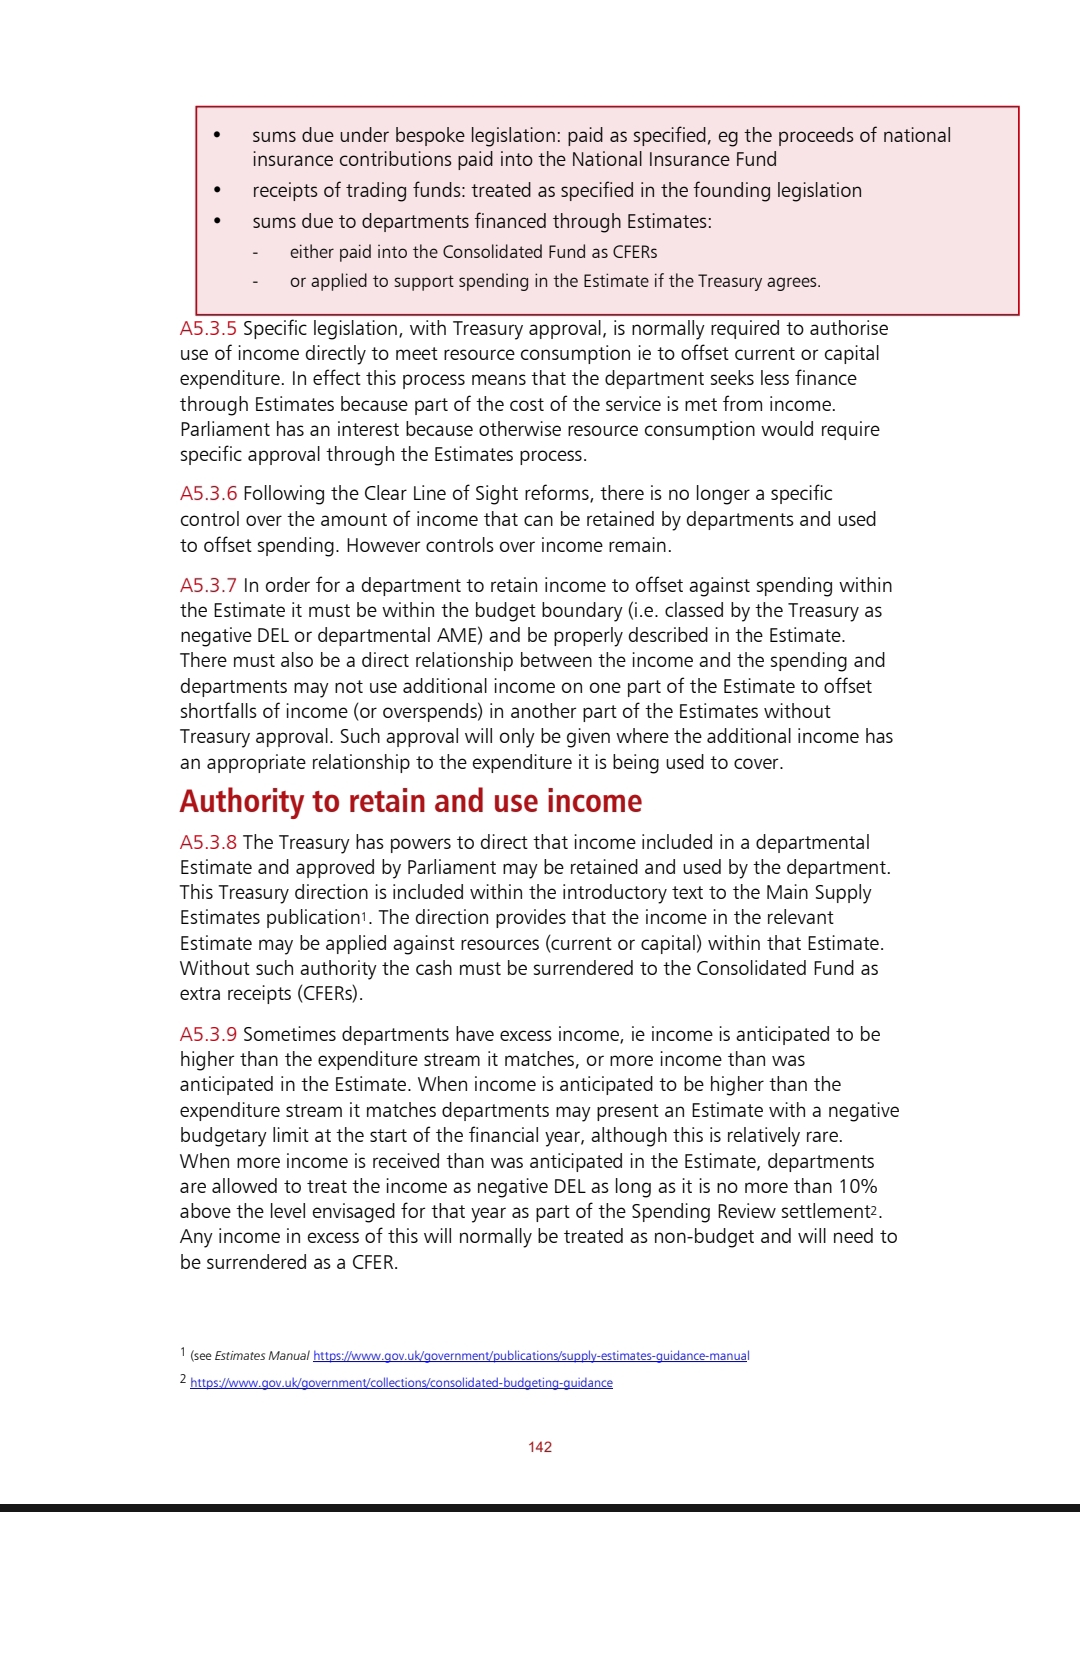 • sums due under bespoke legislation: paid as specified, eg the proceeds of national
insurance contributions paid into the National Insurance Fund
• receipts of trading funds: treated as specified in the founding legislation
• sums due to departments financed through Estimates:
- either paid into the Consolidated Fund as CFERs
- or applied to support spending in the Estimate if the Treasury agrees.
A5.3.5 Specific legislation, with Treasury approval, is normally required to authorise
use of income directly to meet resource consumption ie to offset current or capital
expenditure. In effect this process means that the department seeks less finance
through Estimates because part of the cost of the service is met from income.
Parliament has an interest because otherwise resource consumption would require
specific approval through the Estimates process.
A5.3.6 Following the Clear Line of Sight reforms, there is no longer a specific
control over the amount of income that can be retained by departments and used
to offset spending. However controls over income remain.
A5.3.7 In order for a department to retain income to offset against spending within
the Estimate it must be within the budget boundary (i.e. classed by the Treasury as
negative DEL or departmental AME) and be properly described in the Estimate.
There must also be a direct relationship between the income and the spending and
departments may not use additional income on one part of the Estimate to offset
shortfalls of income (or overspends) in another part of the Estimates without
Treasury approval. Such approval will only be given where the additional income has
an appropriate relationship to the expenditure it is being used to cover.
Authority to retain and use income
A5.3.8 The Treasury has powers to direct that income included in a departmental
Estimate and approved by Parliament may be retained and used by the department.
This Treasury direction is included within the introductory text to the Main Supply
Estimates publication1. The direction provides that the income in the relevant
Estimate may be applied against resources (current or capital) within that Estimate.
Without such authority the cash must be surrendered to the Consolidated Fund as
extra receipts (CFERs).
A5.3.9 Sometimes departments have excess income, ie income is anticipated to be
higher than the expenditure stream it matches, or more income than was
anticipated in the Estimate. When income is anticipated to be higher than the
expenditure stream it matches departments may present an Estimate with a negative
budgetary limit at the start of the financial year, although this is relatively rare.
When more income is received than was anticipated in the Estimate, departments
are allowed to treat the income as negative DEL as long as it is no more than 10%
above the level envisaged for that year as part of the Spending Review settlement2.
Any income in excess of this will normally be treated as non-budget and will need to
be surrendered as a CFER.
1 (see Estimates Manual https://www.gov.uk/government/publications/supply-estimates-guidance-manual
2 https://www.gov.uk/government/collections/consolidated-budgeting-guidance
142